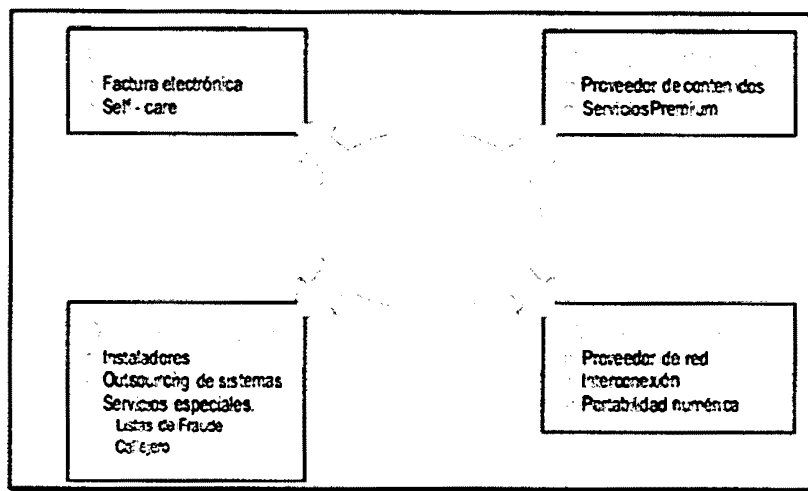 Factura electrónica
Self - care
Proveedor de contenidos
Servicios Premium
Instaladores
Outsourcing de sistemas
Servicios especiales.
Listas de Fraude
Callejero
Proveedor de red
Interconexión
Portabilidad numérica